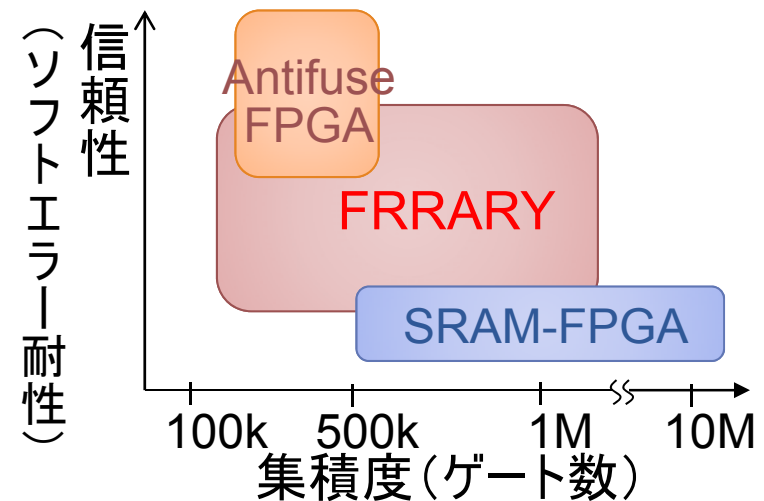 信頼性
（ソフトエラー耐性）
Antifuse
FPGA
FRRARY
SRAM-FPGA
100k 500k 1M 10M
集積度（ゲート数）